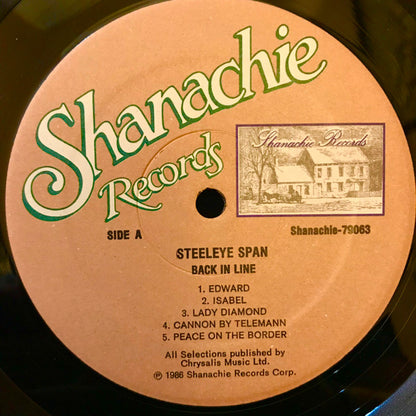 Shanachie
Records
Shanachie Records
SIDE A
Shanachie-79063
STEELEYE SPAN
BACK IN LINE
1. EDWARD
2. ISABEL
3. LADY DIAMOND
4. CANNON BY TELEMANN
5. PEACE ON THE BORDER
All Selections published by
Chrysalis Music Ltd.
℗ 1986 Shanachie Records Corp.